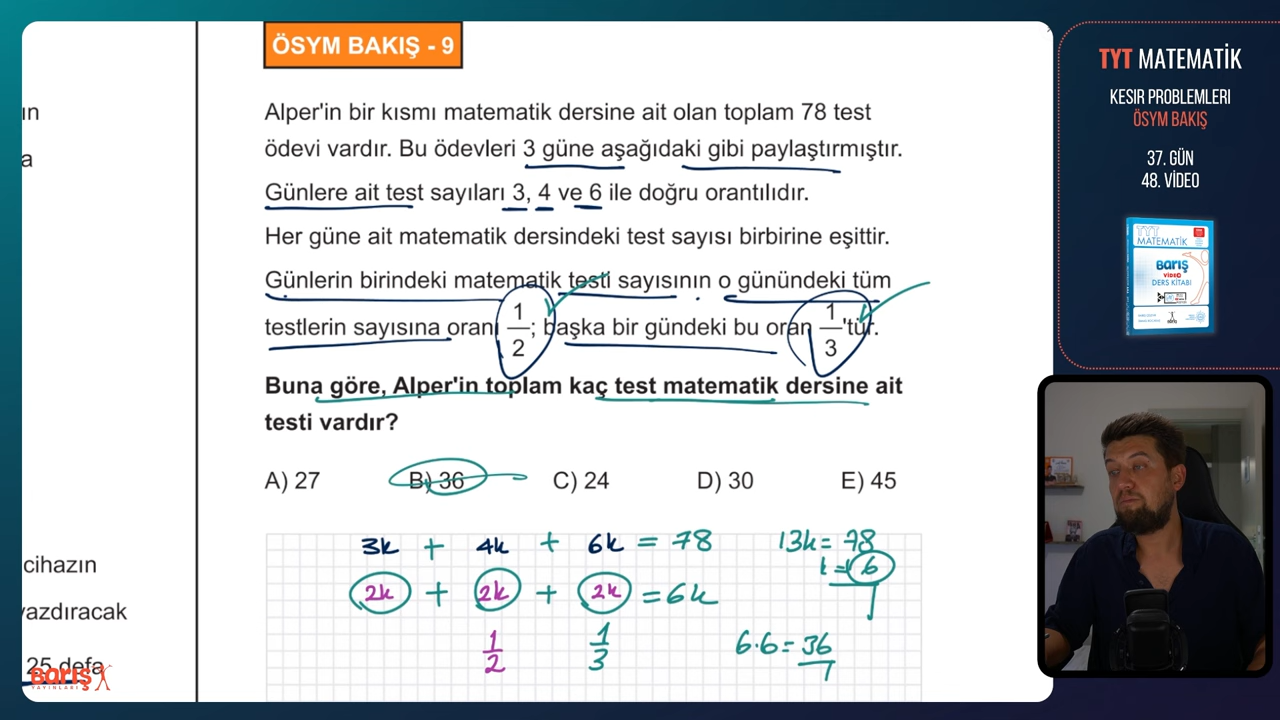 ÖSYM BAKIŞ - 9
ın
a
Alper'in bir kısmı matematik dersine ait olan toplam 78 test
ödevi vardır. Bu ödevleri 3 güne aşağıdaki gibi paylaştırmıştır.
Günlere ait test sayıları 3, 4 ve 6 ile doğru orantılıdır.
Her güne ait matematik dersindeki test sayısı birbirine eşittir.
Günlerin birindeki matematik testi sayısının o günündeki tüm
testlerin sayısına oranı 1/2; başka bir gündeki bu oran 1/3'tür.
Buna göre, Alper'in toplam kaç test matematik dersine ait
testi vardır?
A) 27 B) 36 C) 24 D) 30 E) 45
3k + 4k + 6k = 78 13k = 78
2k + 2k + 2k = 6k k = 6
1/2 1/3 6·6 = 36
cihazın
yazdıracak
25 defa
BARIŞ
YAYINLARI
TYT MATEMATİK
KESIR PROBLEMLERI
ÖSYM BAKIŞ
37. GÜN
48. VİDEO
TYT
MATEMATİK
BARIŞ
VİDEO
DERS KİTABI